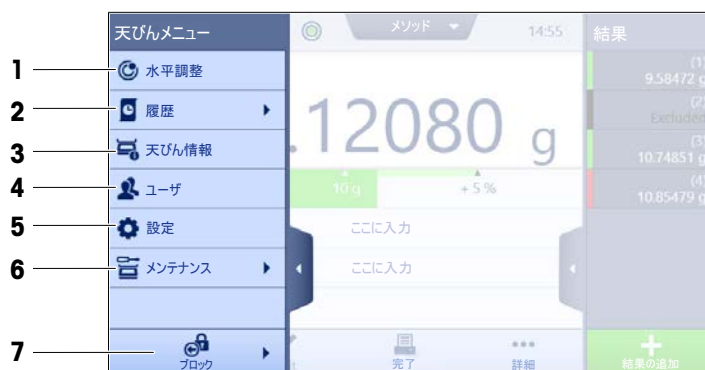 天びんメニュー
メソッド
14:55
結果
1
水平調整
2
履歴
3
天びん情報
4
ユーザ
5
設定
6
メンテナンス
7
ブロック
.12080 g
10 g
+ 5 %
ここに入力
ここに入力
完了
詳細
(1)
9.58472 g
(2)
Excluded
(3)
10.74851 g
(4)
10.85479 g
結果の追加